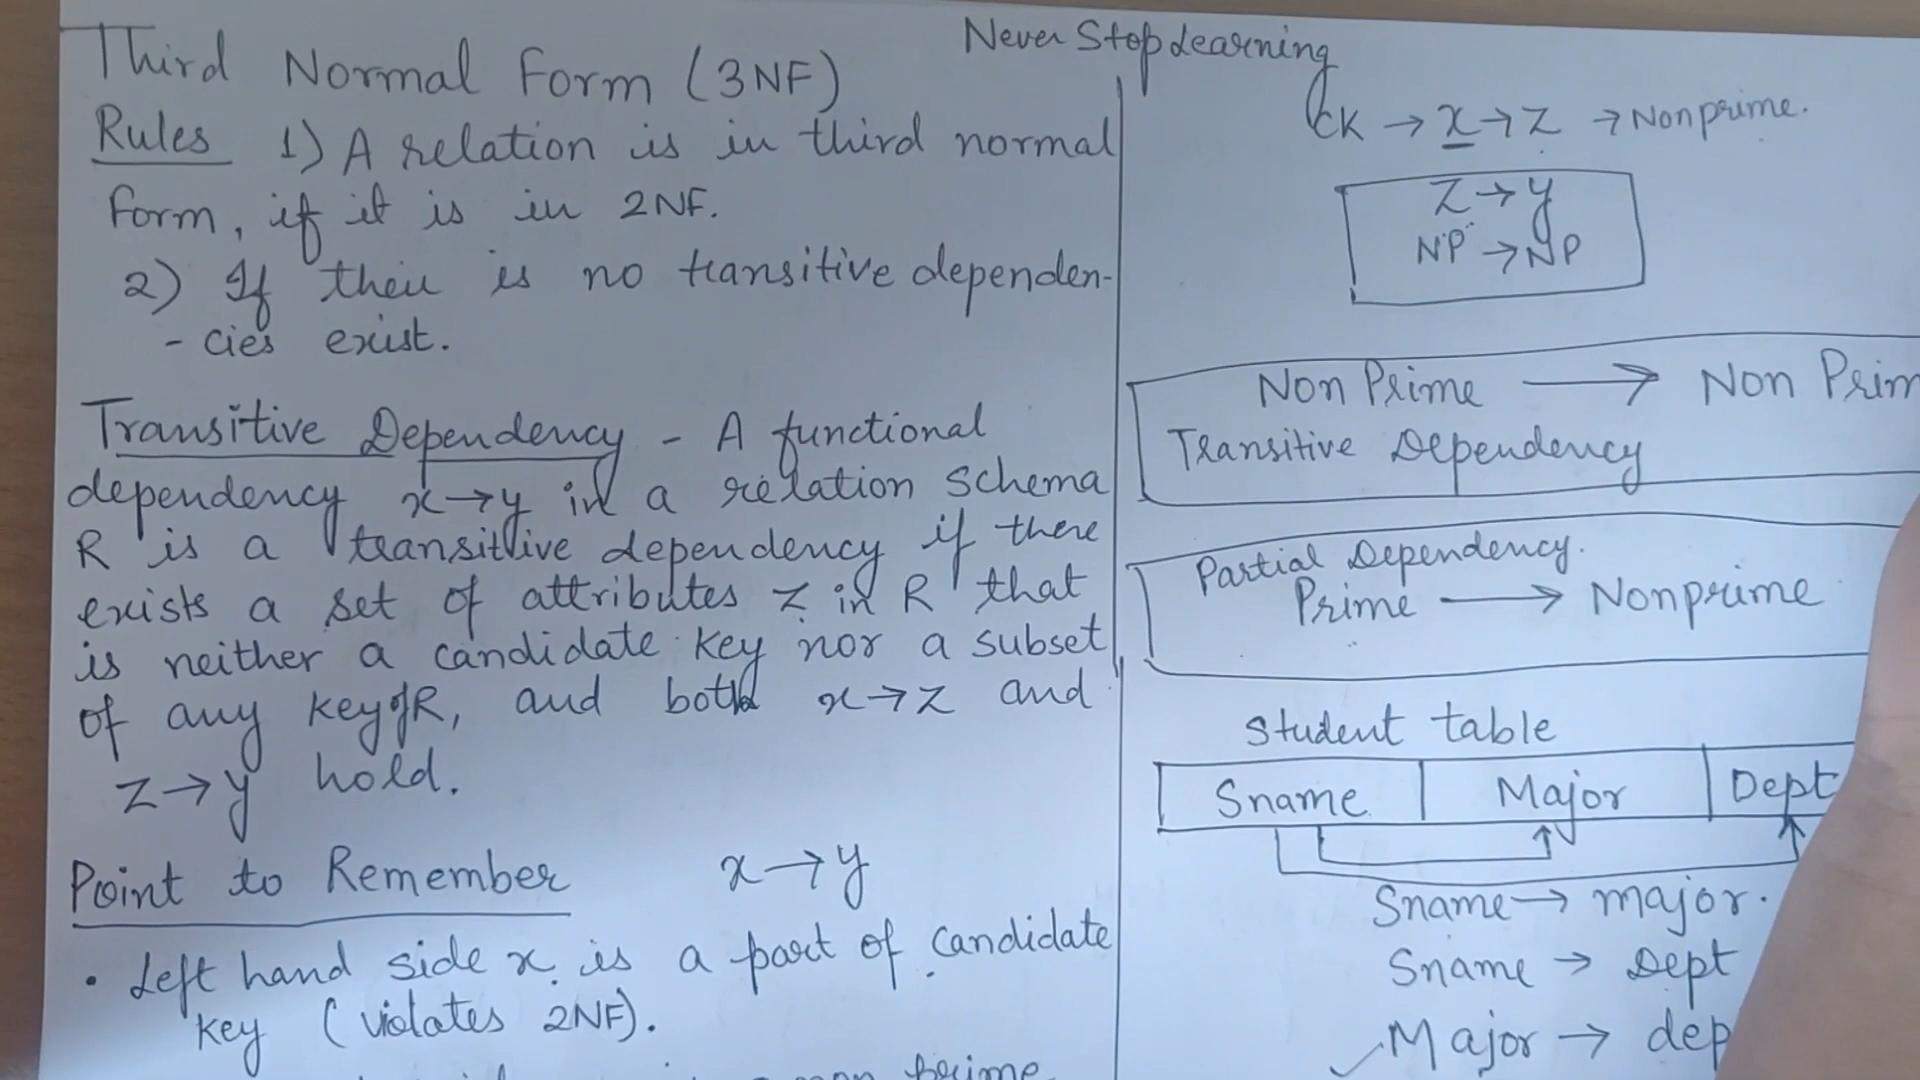 Third Normal Form (3NF)
Rules 1) A relation is in third normal
Form, if it is in 2NF.
2) If their is no transitive dependen-
- cies exist.
Transitive Dependency - A functional
dependency x→y in a relation schema
R is a transitive dependency if there
exists a set of attributes z in R that
is neither a candidate key nor a subset
of any key of R, and both x→z and
z→y hold.
Point to Remember x→y
• Left hand side x is a part of candidate
key (violates 2NF).
prime
Never Stop Learning
CK → x → z → Nonprime.
z → y
NP → NP
Non Prime → Non Prim
Transitive Dependency
Partial Dependency.
Prime → Nonprime
Student table
Sname Major Dept
Sname → major.
Sname → Dept
✓Major → dep